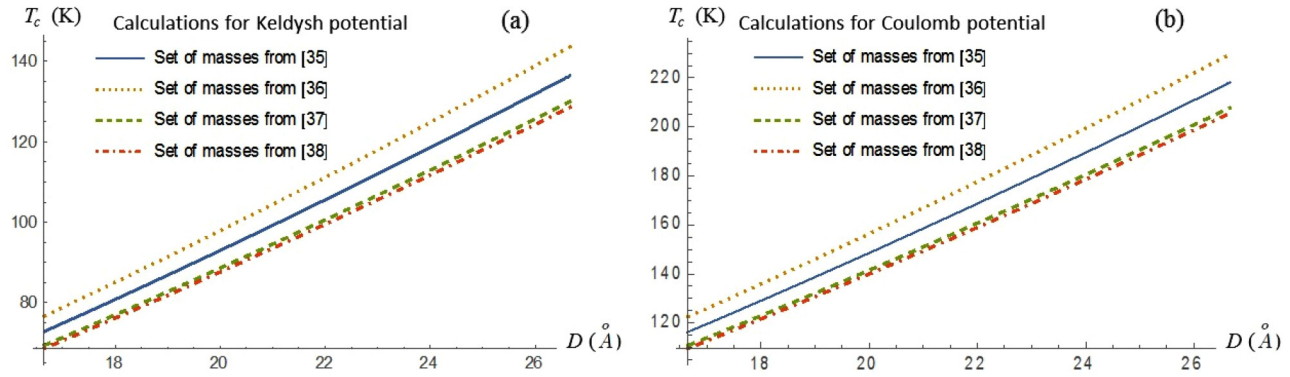 T_c (K) Calculations for Keldysh potential (a)
140
120
100
80
Set of masses from [35]
Set of masses from [36]
Set of masses from [37]
Set of masses from [38]
18 20 22 24 26
D (Å)
T_c (K) Calculations for Coulomb potential (b)
220
200
180
160
140
120
Set of masses from [35]
Set of masses from [36]
Set of masses from [37]
Set of masses from [38]
18 20 22 24 26
D (Å)